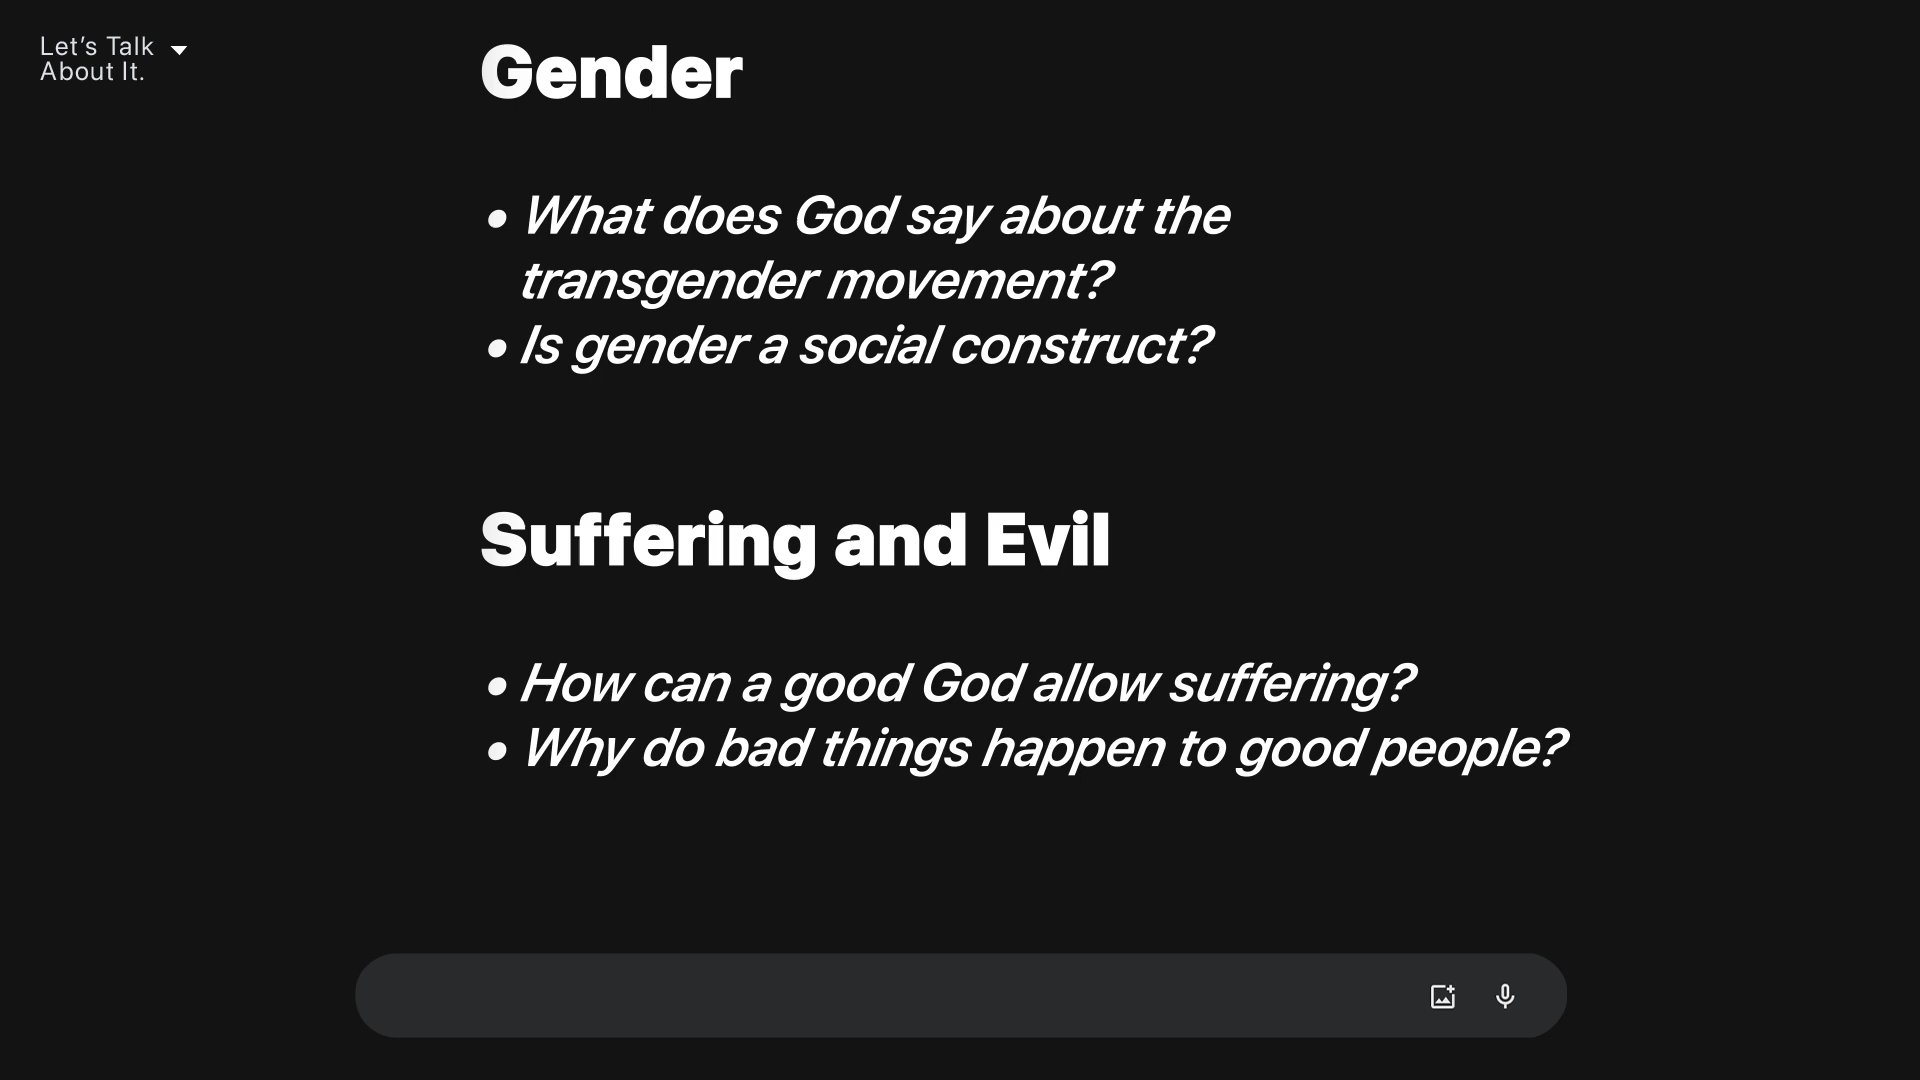 Let’s Talk
About It.
Gender
• What does God say about the
transgender movement?
• Is gender a social construct?
Suffering and Evil
• How can a good God allow suffering?
• Why do bad things happen to good people?